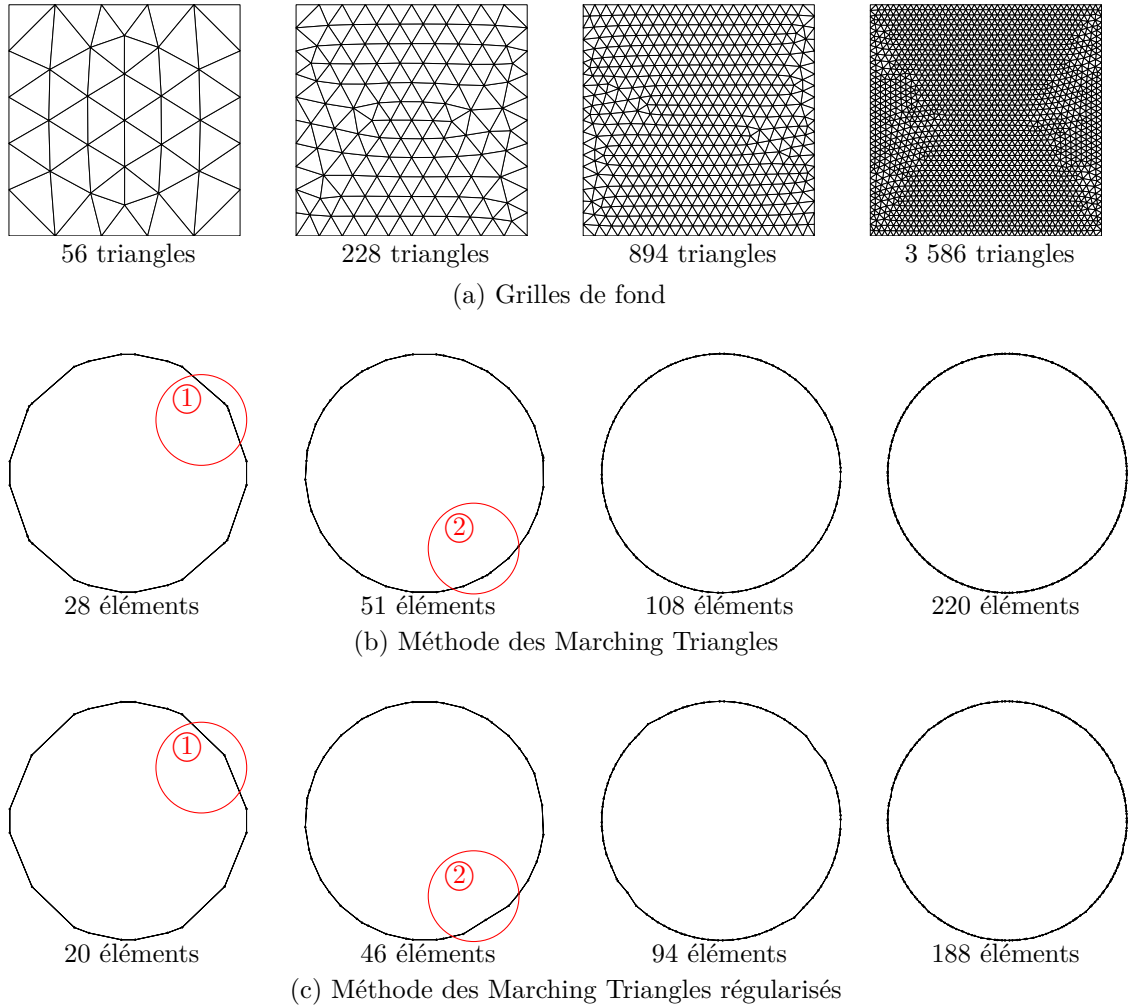 56 triangles 228 triangles 894 triangles 3 586 triangles
(a) Grilles de fond
1
2
28 éléments 51 éléments 108 éléments 220 éléments
(b) Méthode des Marching Triangles
1
2
20 éléments 46 éléments 94 éléments 188 éléments
(c) Méthode des Marching Triangles régularisés